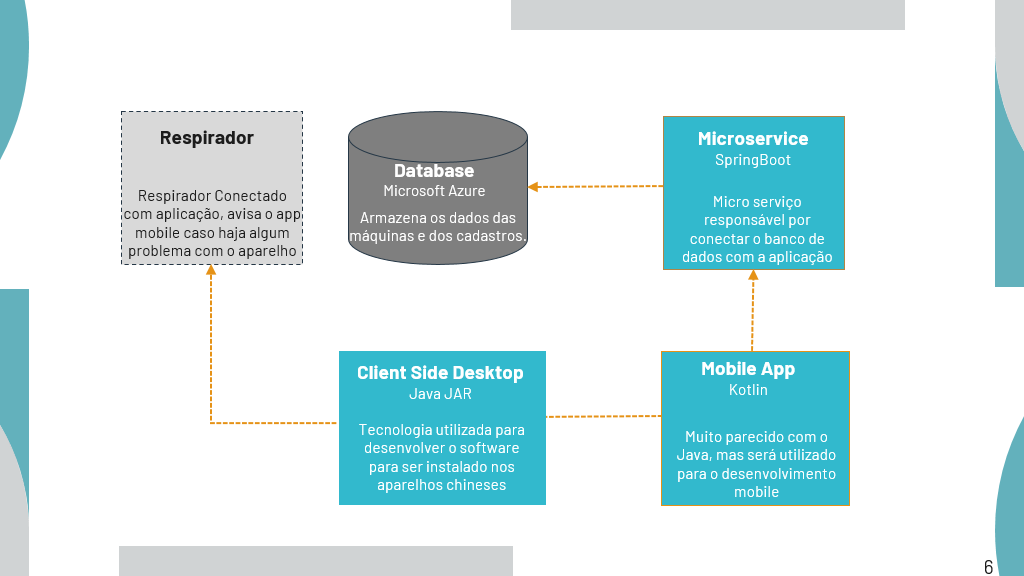 Respirador
Respirador Conectado
com aplicação, avisa o app
mobile caso haja algum
problema com o aparelho
Database
Microsoft Azure
Armazena os dados das
máquinas e dos cadastros.
Microservice
SpringBoot
Micro serviço
responsável por
conectar o banco de
dados com a aplicação
Client Side Desktop
Java JAR
Tecnologia utilizada para
desenvolver o software
para ser instalado nos
aparelhos chineses
Mobile App
Kotlin
Muito parecido com o
Java, mas será utilizado
para o desenvolvimento
mobile
6